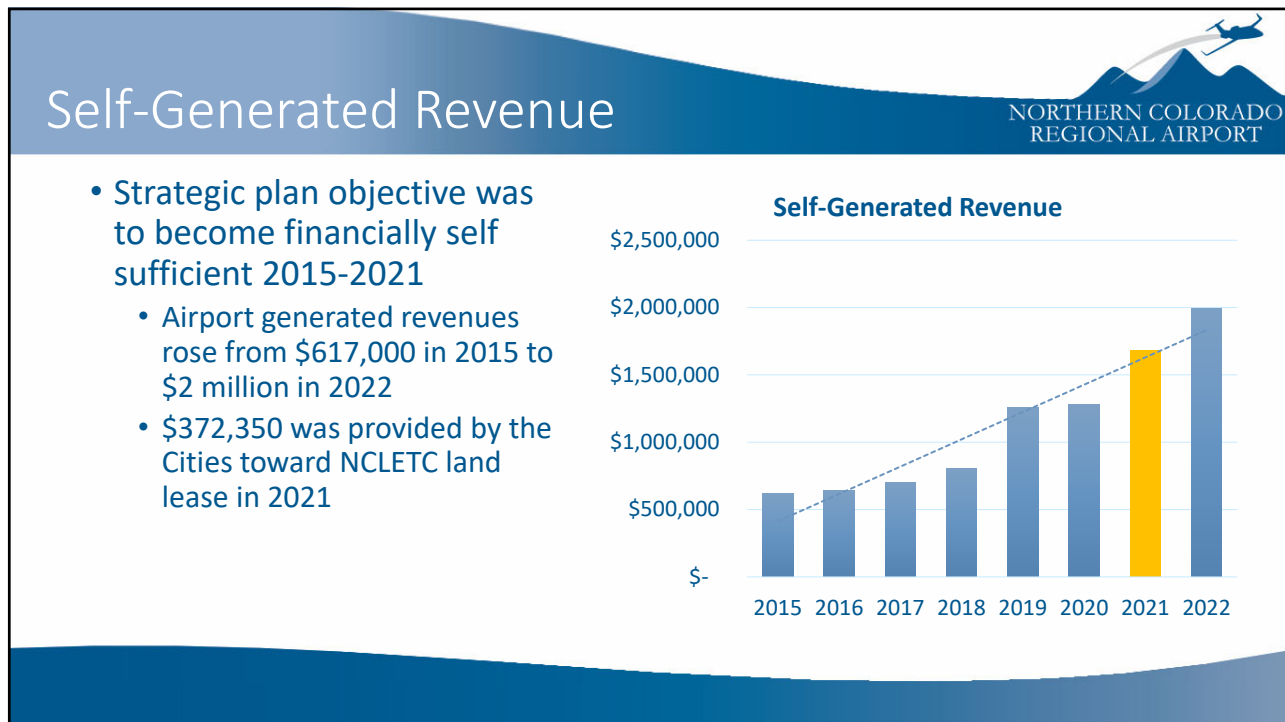 Self-Generated Revenue
NORTHERN COLORADO
REGIONAL AIRPORT
• Strategic plan objective was
to become financially self
sufficient 2015-2021
• Airport generated revenues
rose from $617,000 in 2015 to
$2 million in 2022
• $372,350 was provided by the
Cities toward NCLETC land
lease in 2021
Self-Generated Revenue
$2,500,000
$2,000,000
$1,500,000
$1,000,000
$500,000
$-
2015 2016 2017 2018 2019 2020 2021 2022